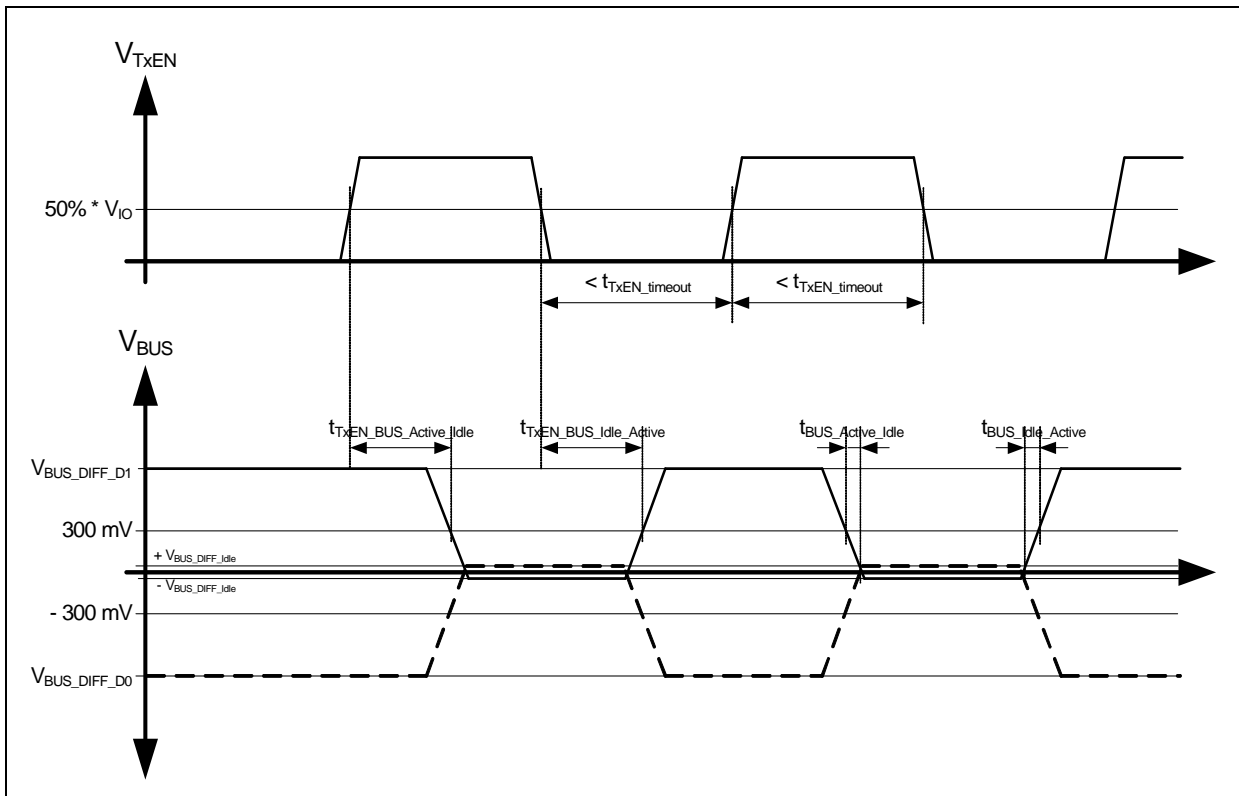 V_TxEN
50% * V_IO
< t_TxEN_timeout
< t_TxEN_timeout
V_BUS
t_TxEN_BUS_Active_Idle
t_TxEN_BUS_Idle_Active
t_BUS_Active_Idle
t_BUS_Idle_Active
V_BUS_DIFF_D1
300 mV
+ V_BUS_DIFF_Idle
- V_BUS_DIFF_Idle
- 300 mV
V_BUS_DIFF_D0